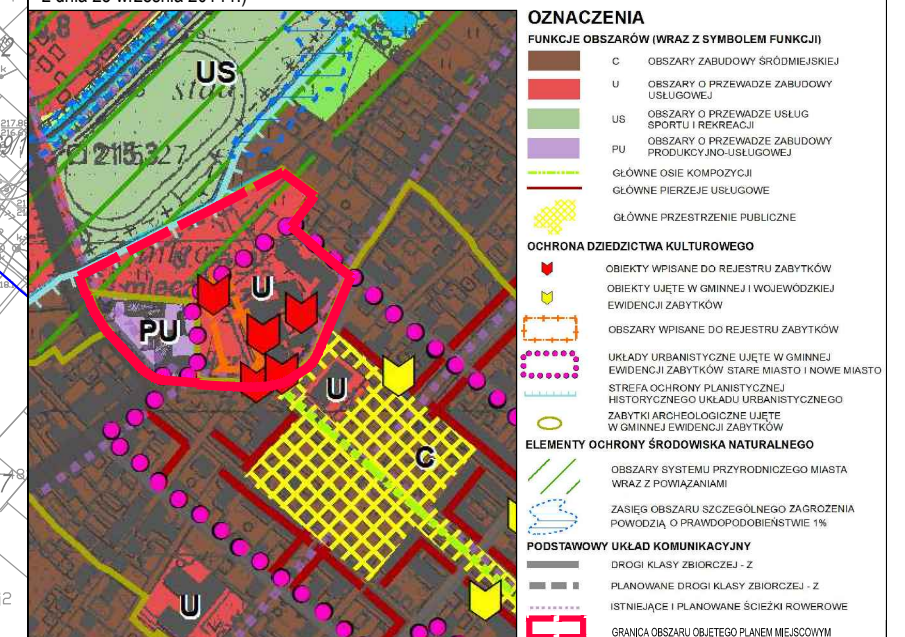 z dnia 28 września 2011 r.)
US
215.3
U
PU
U
C
U
OZNACZENIA
FUNKCJE OBSZARÓW (WRAZ Z SYMBOLEM FUNKCJI)
C OBSZARY ZABUDOWY ŚRÓDMIEJSKIEJ
U OBSZARY O PRZEWADZE ZABUDOWY
USŁUGOWEJ
US OBSZARY O PRZEWADZE USŁUG
SPORTU I REKREACJI
PU OBSZARY O PRZEWADZE ZABUDOWY
PRODUKCYJNO-USŁUGOWEJ
GŁÓWNE OSIE KOMPOZYCJI
GŁÓWNE PIERZEJE USŁUGOWE
GŁÓWNE PRZESTRZENIE PUBLICZNE
OCHRONA DZIEDZICTWA KULTUROWEGO
OBIEKTY WPISANE DO REJESTRU ZABYTKÓW
OBIEKTY UJĘTE W GMINNEJ I WOJEWÓDZKIEJ
EWIDENCJI ZABYTKÓW
OBSZARY WPISANE DO REJESTRU ZABYTKÓW
UKŁADY URBANISTYCZNE UJĘTE W GMINNEJ
EWIDENCJI ZABYTKÓW STARE MIASTO I NOWE MIASTO
STREFA OCHRONY PLANISTYCZNEJ
HISTORYCZNEGO UKŁADU URBANISTYCZNEGO
ZABYTKI ARCHEOLOGICZNE UJĘTE
W GMINNEJ EWIDENCJI ZABYTKÓW
ELEMENTY OCHRONY ŚRODOWISKA NATURALNEGO
OBSZARY SYSTEMU PRZYRODNICZEGO MIASTA
WRAZ Z POWIĄZANIAMI
ZASIĘG OBSZARU SZCZEGÓLNEGO ZAGROŻENIA
POWODZIĄ O PRAWDOPODOBIEŃSTWIE 1%
PODSTAWOWY UKŁAD KOMUNIKACYJNY
DROGI KLASY ZBIORCZEJ - Z
PLANOWANE DROGI KLASY ZBIORCZEJ - Z
ISTNIEJĄCE I PLANOWANE ŚCIEŻKI ROWEROWE
GRANICA OBSZARU OBJĘTEGO PLANEM MIEJSCOWYM